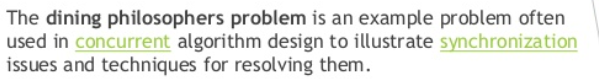 The dining philosophers problem is an example problem often
used in concurrent algorithm design to illustrate synchronization
issues and techniques for resolving them.